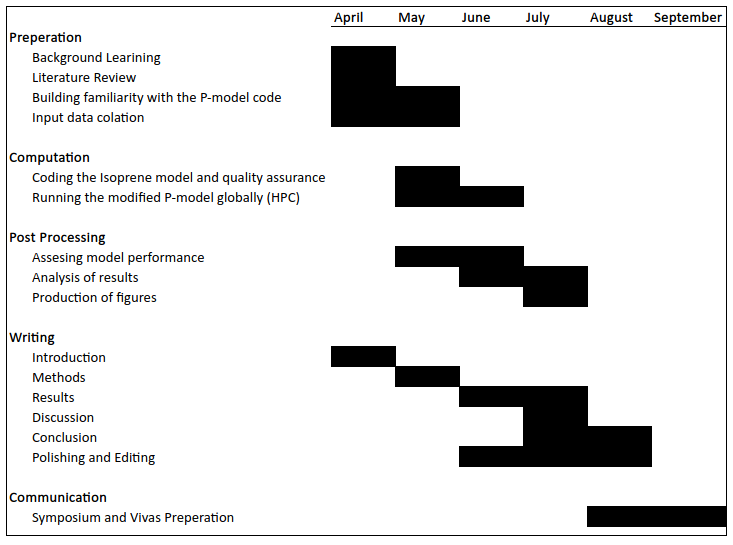 April May June July August September
Preperation
Background Learining
Literature Review
Building familiarity with the P-model code
Input data colation
Computation
Coding the Isoprene model and quality assurance
Running the modified P-model globally (HPC)
Post Processing
Assesing model performance
Analysis of results
Production of figures
Writing
Introduction
Methods
Results
Discussion
Conclusion
Polishing and Editing
Communication
Symposium and Vivas Preperation